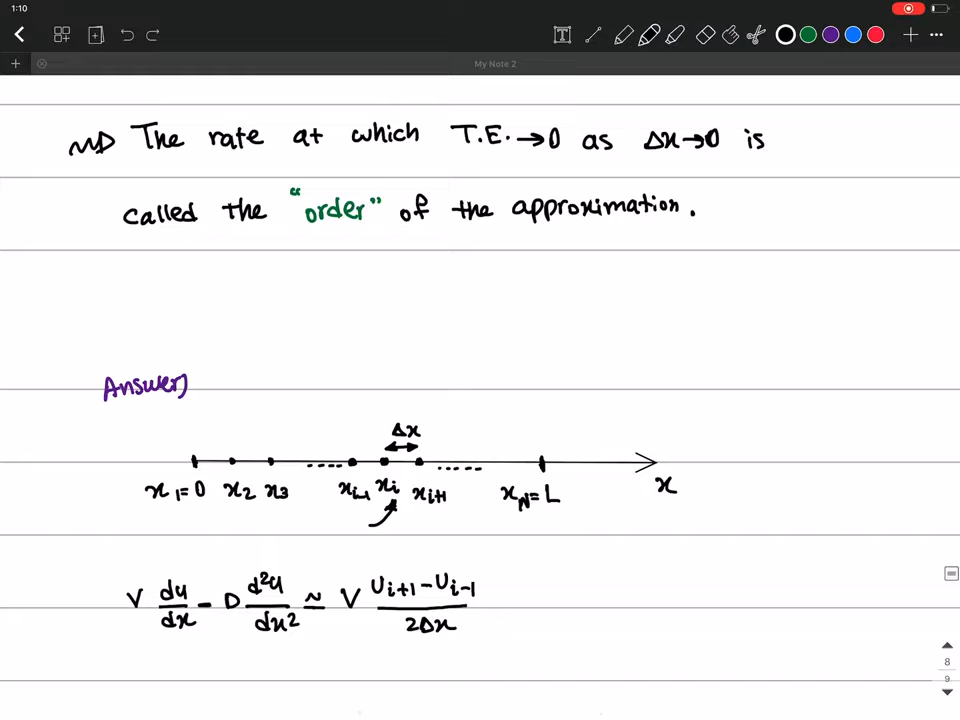 1:10
My Note 2
The rate at which T.E. → 0 as Δx → 0 is
called the "order" of the approximation.
Answer)
Δx
x1=0 x2 x3 ..... xi-1 xi xi+1 ..... xN=L x
V du/dx - D d²u/dx² ≃ V (Ui+1 - Ui-1)/2Δx
8
9